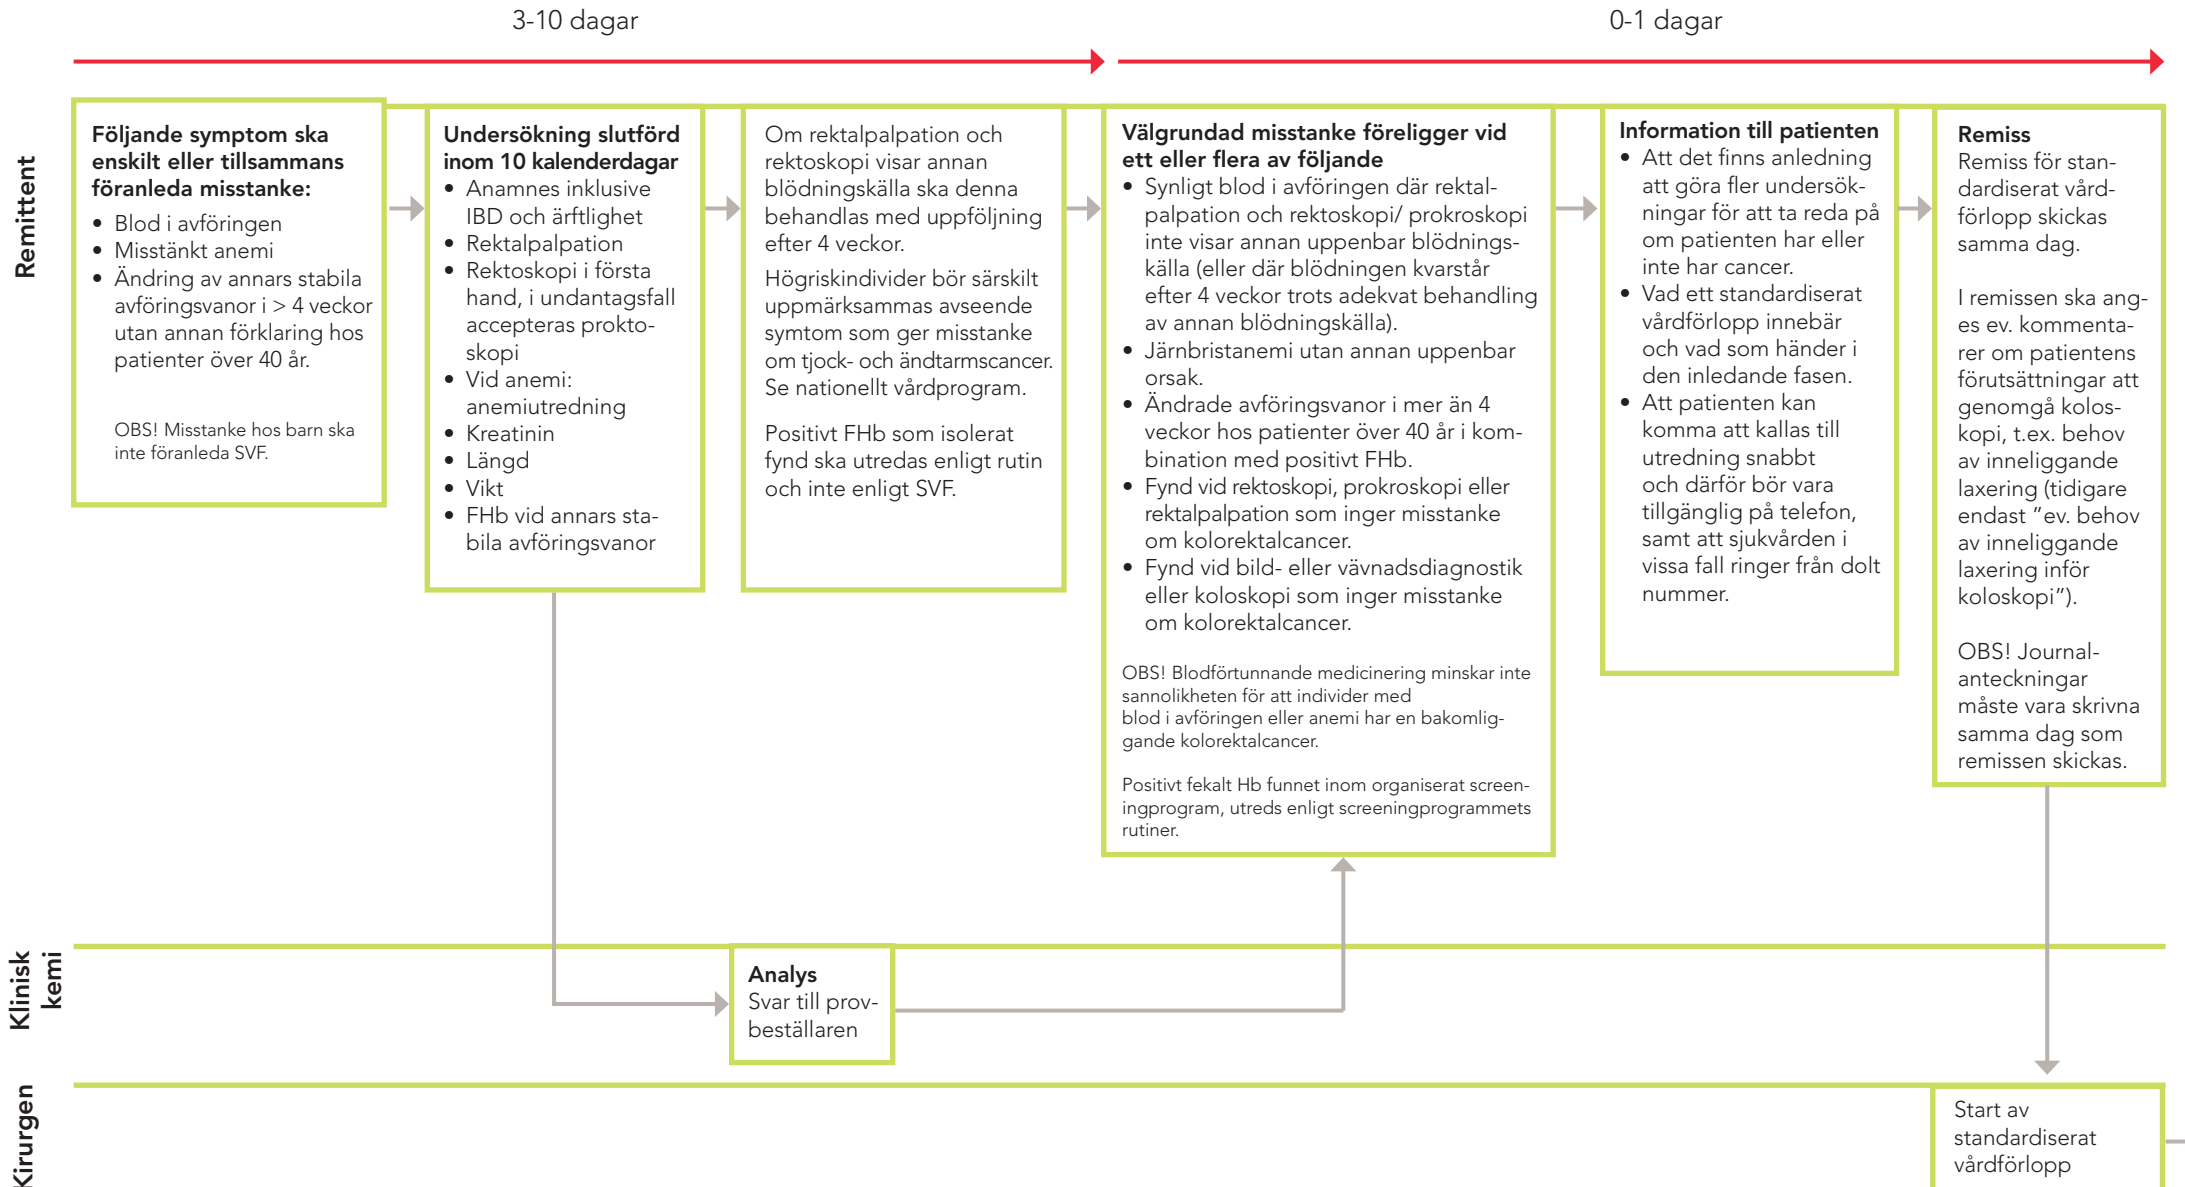 3-10 dagar
0-1 dagar
Remittent
Följande symptom ska
enskilt eller tillsammans
föranleda misstanke:
• Blod i avföringen
• Misstänkt anemi
• Ändring av annars stabila
avföringsvanor i > 4 veckor
utan annan förklaring hos
patienter över 40 år.
OBS! Misstanke hos barn ska
inte föranleda SVF.
Undersökning slutförd
inom 10 kalenderdagar
• Anamnes inklusive
IBD och ärftlighet
• Rektalpalpation
• Rektoskopi i första
hand, i undantagsfall
accepteras prokto-
skopi
• Vid anemi:
anemiutredning
• Kreatinin
• Längd
• Vikt
• FHb vid annars sta-
bila avföringsvanor
Om rektalpalpation och
rektoskopi visar annan
blödningskälla ska denna
behandlas med uppföljning
efter 4 veckor.
Högriskindivider bör särskilt
uppmärksammas avseende
symtom som ger misstanke
om tjock- och ändtarmscancer.
Se nationellt vårdprogram.
Positivt FHb som isolerat
fynd ska utredas enligt rutin
och inte enligt SVF.
Välgrundad misstanke föreligger vid
ett eller flera av följande
• Synligt blod i avföringen där rektal-
palpation och rektoskopi/ prokroskopi
inte visar annan uppenbar blödnings-
källa (eller där blödningen kvarstår
efter 4 veckor trots adekvat behandling
av annan blödningskälla).
• Järnbristanemi utan annan uppenbar
orsak.
• Ändrade avföringsvanor i mer än 4
veckor hos patienter över 40 år i kom-
bination med positivt FHb.
• Fynd vid rektoskopi, prokroskopi eller
rektalpalpation som inger misstanke
om kolorektalcancer.
• Fynd vid bild- eller vävnadsdiagnostik
eller koloskopi som inger misstanke
om kolorektalcancer.
OBS! Blodförtunnande medicinering minskar inte
sannolikheten för att individer med
blod i avföringen eller anemi har en bakomlig-
gande kolorektalcancer.
Positivt fekalt Hb funnet inom organiserat screen-
ingprogram, utreds enligt screeningprogrammets
rutiner.
Information till patienten
• Att det finns anledning
att göra fler undersök-
ningar för att ta reda på
om patienten har eller
inte har cancer.
• Vad ett standardiserat
vårdförlopp innebär
och vad som händer i
den inledande fasen.
• Att patienten kan
komma att kallas till
utredning snabbt
och därför bör vara
tillgänglig på telefon,
samt att sjukvården i
vissa fall ringer från dolt
nummer.
Remiss
Remiss för stan-
dardiserat vård-
förlopp skickas
samma dag.
I remissen ska ang-
es ev. kommenta-
rer om patientens
förutsättningar att
genomgå kolos-
kopi, t.ex. behov
av inneliggande
laxering (tidigare
endast ”ev. behov
av inneliggande
laxering inför
koloskopi”).
OBS! Journal-
anteckningar
måste vara skrivna
samma dag som
remissen skickas.
Klinisk
kemi
Analys
Svar till prov-
beställaren
Kirurgen
Start av
standardiserat
vårdförlopp